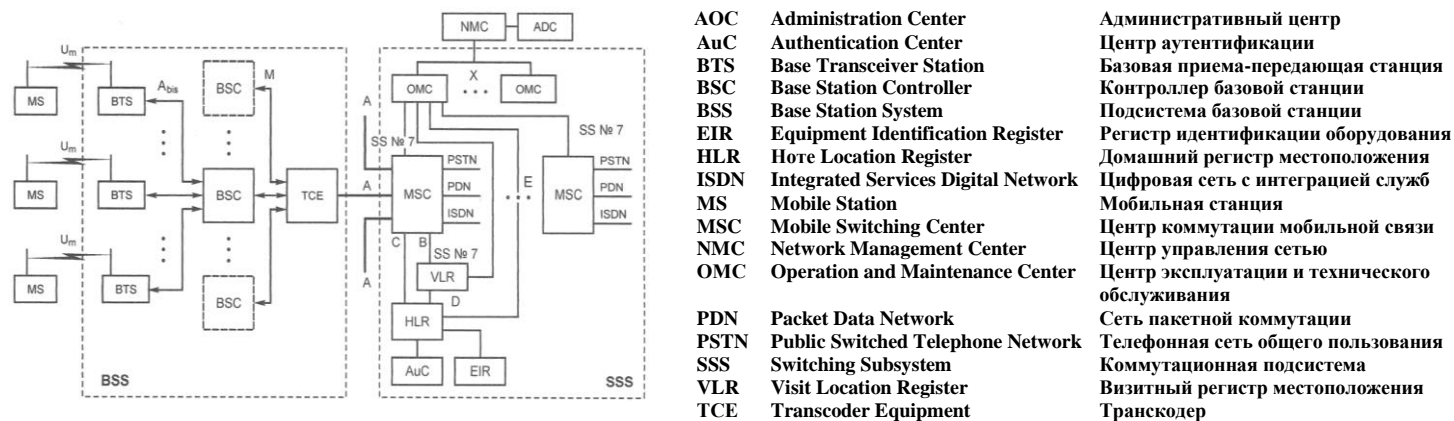 NMC ADC
Um Um
Abis M
BSC
X
OMC OMC
MS BTS
A
SS № 7 SS № 7
Um
PSTN PSTN
MS BTS BSC TCE A MSC PDN E MSC PDN
ISDN ISDN
C B
SS № 7
Um
A VLR
D
MS BTS BSC
HLR
AuC EIR
BSS SSS
AOC Administration Center Административный центр
AuC Authentication Center Центр аутентификации
BTS Base Transceiver Station Базовая приема-передающая станция
BSC Base Station Controller Контроллер базовой станции
BSS Base Station System Подсистема базовой станции
EIR Equipment Identification Register Регистр идентификации оборудования
HLR Hote Location Register Домашний регистр местоположения
ISDN Integrated Services Digital Network Цифровая сеть с интеграцией служб
MS Mobile Station Мобильная станция
MSC Mobile Switching Center Центр коммутации мобильной связи
NMC Network Management Center Центр управления сетью
OMC Operation and Maintenance Center Центр эксплуатации и технического
обслуживания
PDN Packet Data Network Сеть пакетной коммутации
PSTN Public Switched Telephone Network Телефонная сеть общего пользования
SSS Switching Subsystem Коммутационная подсистема
VLR Visit Location Register Визитный регистр местоположения
TCE Transcoder Equipment Транскодер